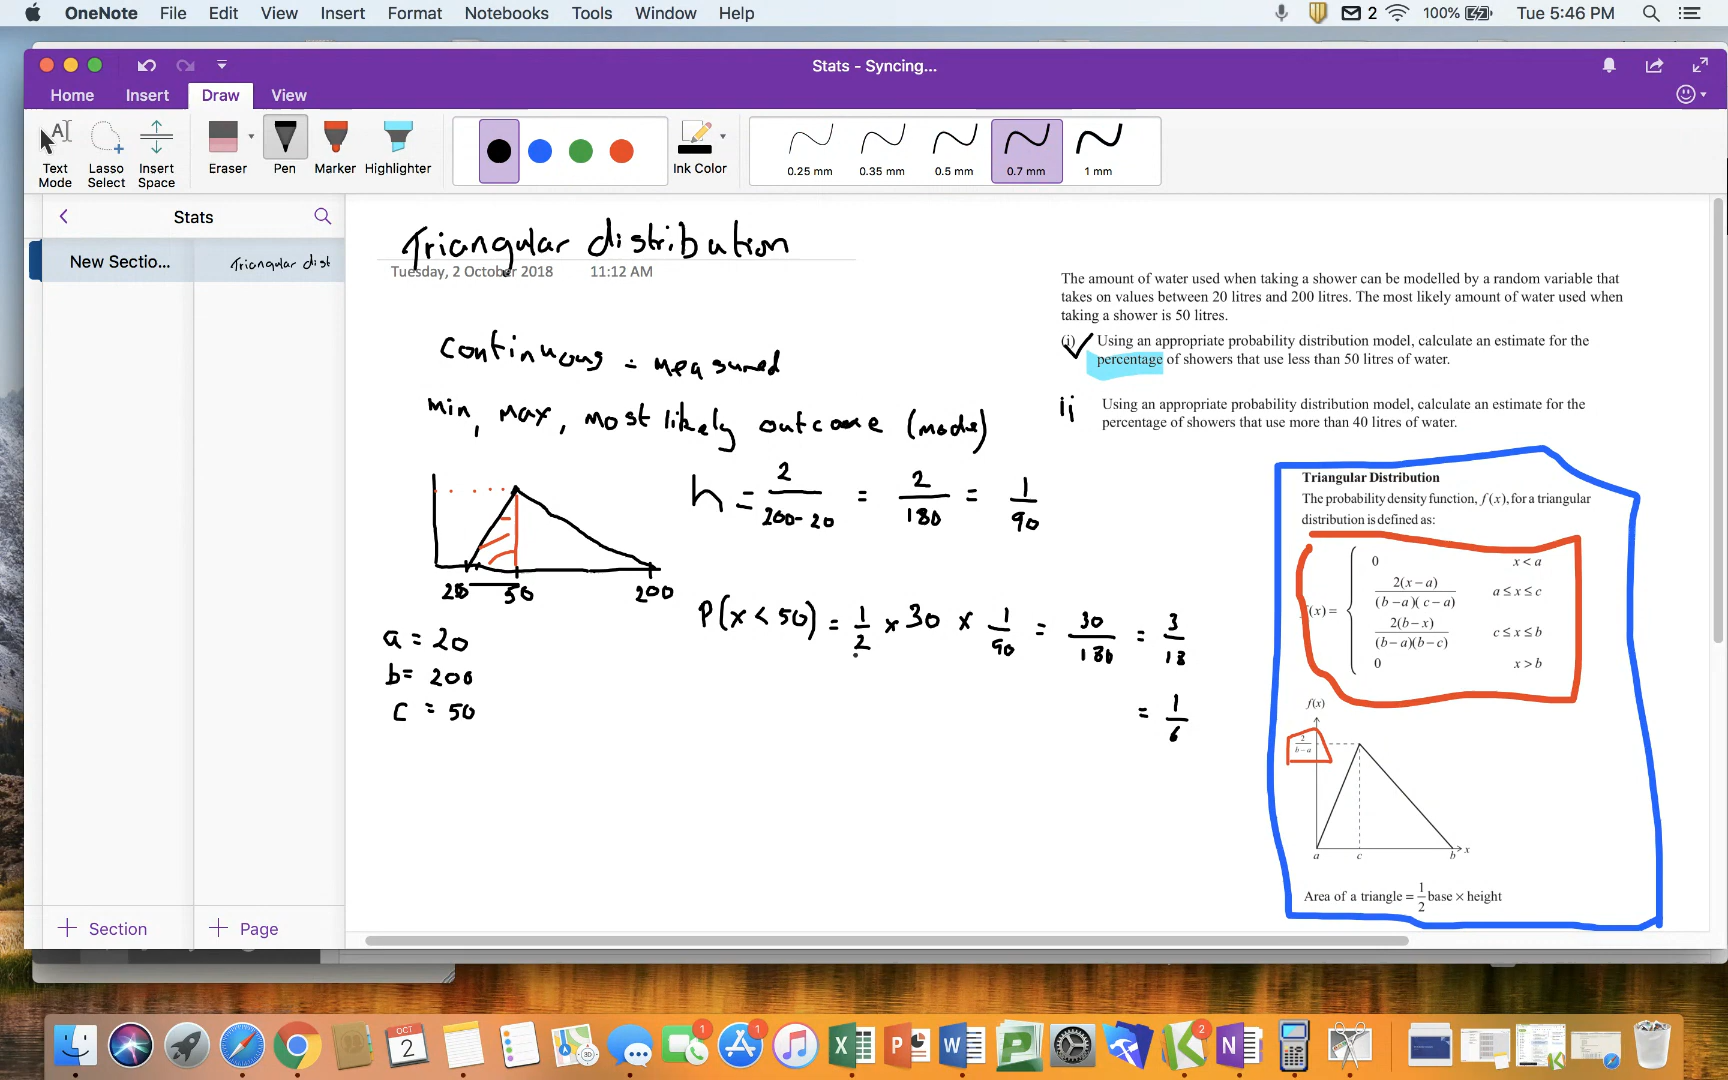 OneNote File Edit View Insert Format Notebooks Tools Window Help 2 100% Tue 5:46 PM
Stats - Syncing...
Home Insert Draw View
Text Mode
Lasso Select
Insert Space
Eraser
Pen
Marker
Highlighter
Ink Color
0.25 mm
0.35 mm
0.5 mm
0.7 mm
1 mm
Stats
New Sectio...
Triangular dist
+ Section
+ Page
Triangular distribution
Tuesday, 2 October 2018 11:12 AM
continuous = measured
min, max, most likely outcome (mode)
h = 2/(200-20) = 2/180 = 1/90
20 50 200
P(x < 50) = 1/2 x 30 x 1/90 = 30/180 = 3/18
= 1/6
a = 20
b = 200
c = 50
The amount of water used when taking a shower can be modelled by a random variable that
takes on values between 20 litres and 200 litres. The most likely amount of water used when
taking a shower is 50 litres.
(i) Using an appropriate probability distribution model, calculate an estimate for the
percentage of showers that use less than 50 litres of water.
ii Using an appropriate probability distribution model, calculate an estimate for the
percentage of showers that use more than 40 litres of water.
Triangular Distribution
The probability density function, f(x), for a triangular
distribution is defined as:
f(x) =
0 x < a
2(x − a)/((b − a)(c − a)) a ≤ x ≤ c
2(b − x)/((b − a)(b − c)) c ≤ x ≤ b
0 x > b
f(x)
2/(b − a)
a c b x
Area of a triangle = 1/2 base × height
1 1 2
OCT
2
3D